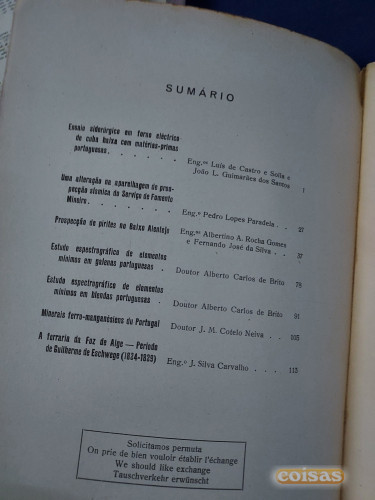 SUMÁRIO
Ensaio siderúrgico em forno eléctrico
de cuba baixa com matérias-primas
portuguesas . . . . . . Eng.os Luís de Castro e Solla e
João L. Guimarães dos Santos 1
Uma alteração na aparelhagem de pros-
pecção sísmica do Serviço de Fomento
Mineiro . . . . . . . Eng.º Pedro Lopes Paradela . . 27
Prospecção de pirites no Baixo Alentejo Eng.os Albertino A. Rocha Gomes
e Fernando José da Silva . . 37
Estudo espectrográfico de elementos
mínimos em galenas portuguesas . Doutor Alberto Carlos de Brito 79
Estudo espectrográfico de elementos
mínimos em blendas portuguesas . . Doutor Alberto Carlos de Brito 91
Minerais ferro-manganésicos de Portugal Doutor J. M. Cotelo Neiva . . 105
A ferraria da Foz de Alge — Período
de Guilherme de Eschwege (1834-1839) Eng.º J. Silva Carvalho . . . 113
Solicitamos permuta
On prie de bien vouloir établir l'échange
We should like exchange
Tauschverkehr erwünscht
coisas